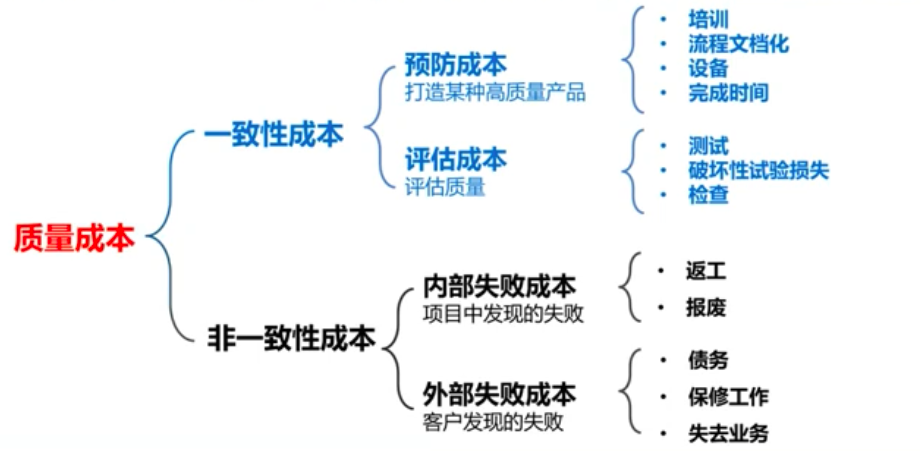 质量成本
一致性成本
预防成本
打造某种高质量产品
• 培训
• 流程文档化
• 设备
• 完成时间
评估成本
评估质量
• 测试
• 破坏性试验损失
• 检查
非一致性成本
内部失败成本
项目中发现的失败
• 返工
• 报废
外部失败成本
客户发现的失败
• 债务
• 保修工作
• 失去业务